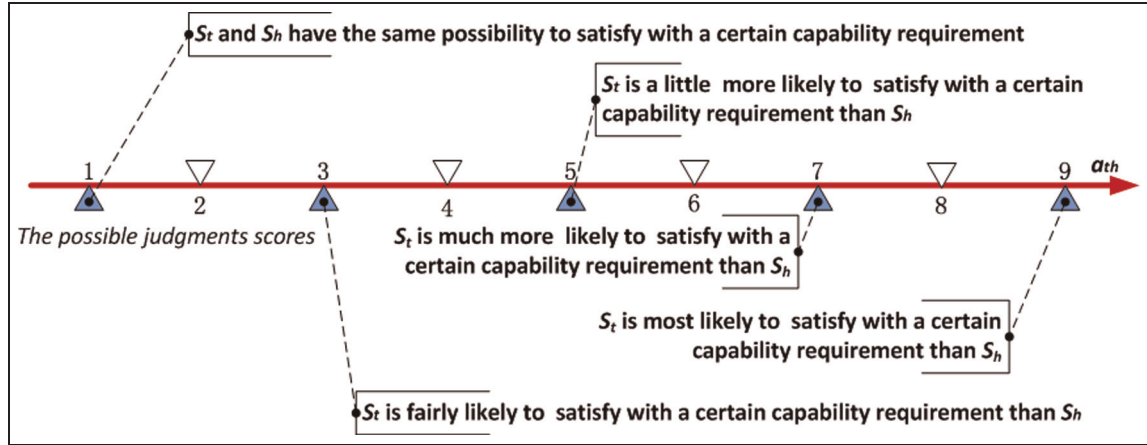 St and Sh have the same possibility to satisfy with a certain capability requirement
St is a little more likely to satisfy with a certain
capability requirement than Sh
1
3
5
7
9
ath
2
4
6
8
The possible judgments scores
St is much more likely to satisfy with a
certain capability requirement than Sh
St is most likely to satisfy with a certain
capability requirement than Sh
St is fairly likely to satisfy with a certain capability requirement than Sh